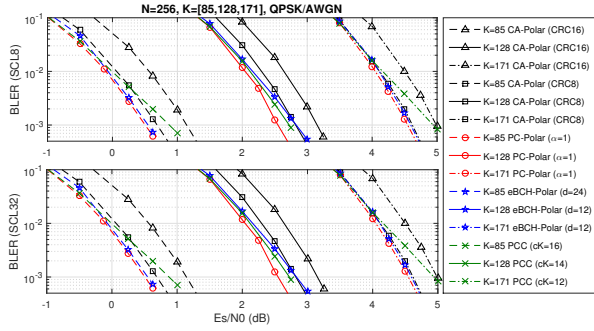 N=256, K=[85,128,171], QPSK/AWGN
BLER (SCL8)
10^-1
10^-2
10^-3
-1 0 1 2 3 4 5
BLER (SCL32)
10^-1
10^-2
10^-3
-1 0 1 2 3 4 5
Es/N0 (dB)
K=85 CA-Polar (CRC16)
K=128 CA-Polar (CRC16)
K=171 CA-Polar (CRC16)
K=85 CA-Polar (CRC8)
K=128 CA-Polar (CRC8)
K=171 CA-Polar (CRC8)
K=85 PC-Polar (α=1)
K=128 PC-Polar (α=1)
K=171 PC-Polar (α=1)
K=85 eBCH-Polar (d=24)
K=128 eBCH-Polar (d=12)
K=171 eBCH-Polar (d=12)
K=85 PCC (cK=16)
K=128 PCC (cK=14)
K=171 PCC (cK=12)